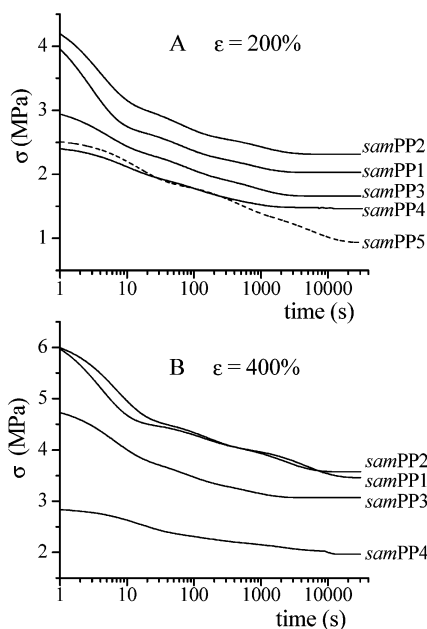 A ε = 200%
σ (MPa)
4
3
2
1
samPP2
samPP1
samPP3
samPP4
samPP5
1 10 100 1000 10000
time (s)
B ε = 400%
σ (MPa)
6
5
4
3
2
samPP2
samPP1
samPP3
samPP4
1 10 100 1000 10000
time (s)